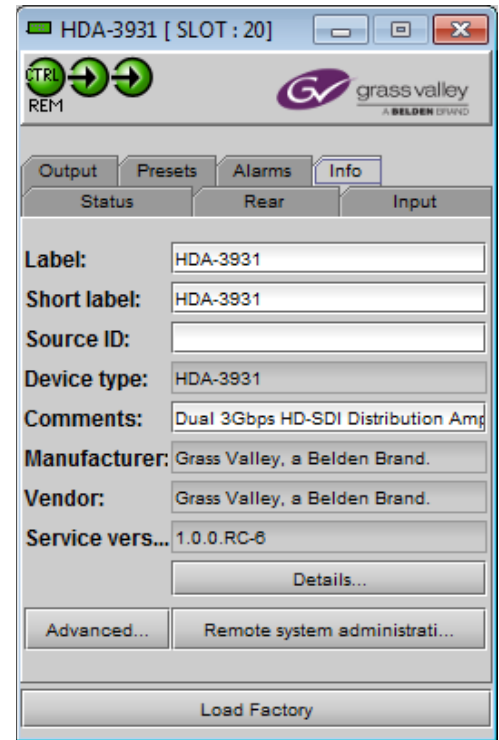 HDA-3931 [ SLOT : 20]
CTRL
REM
grass valley
A BELDEN BRAND
Output Presets Alarms Info
Status Rear Input
Label: HDA-3931
Short label: HDA-3931
Source ID:
Device type: HDA-3931
Comments: Dual 3Gbps HD-SDI Distribution Amp
Manufacturer: Grass Valley, a Belden Brand.
Vendor: Grass Valley, a Belden Brand.
Service vers... 1.0.0.RC-6
Details...
Advanced... Remote system administrati...
Load Factory